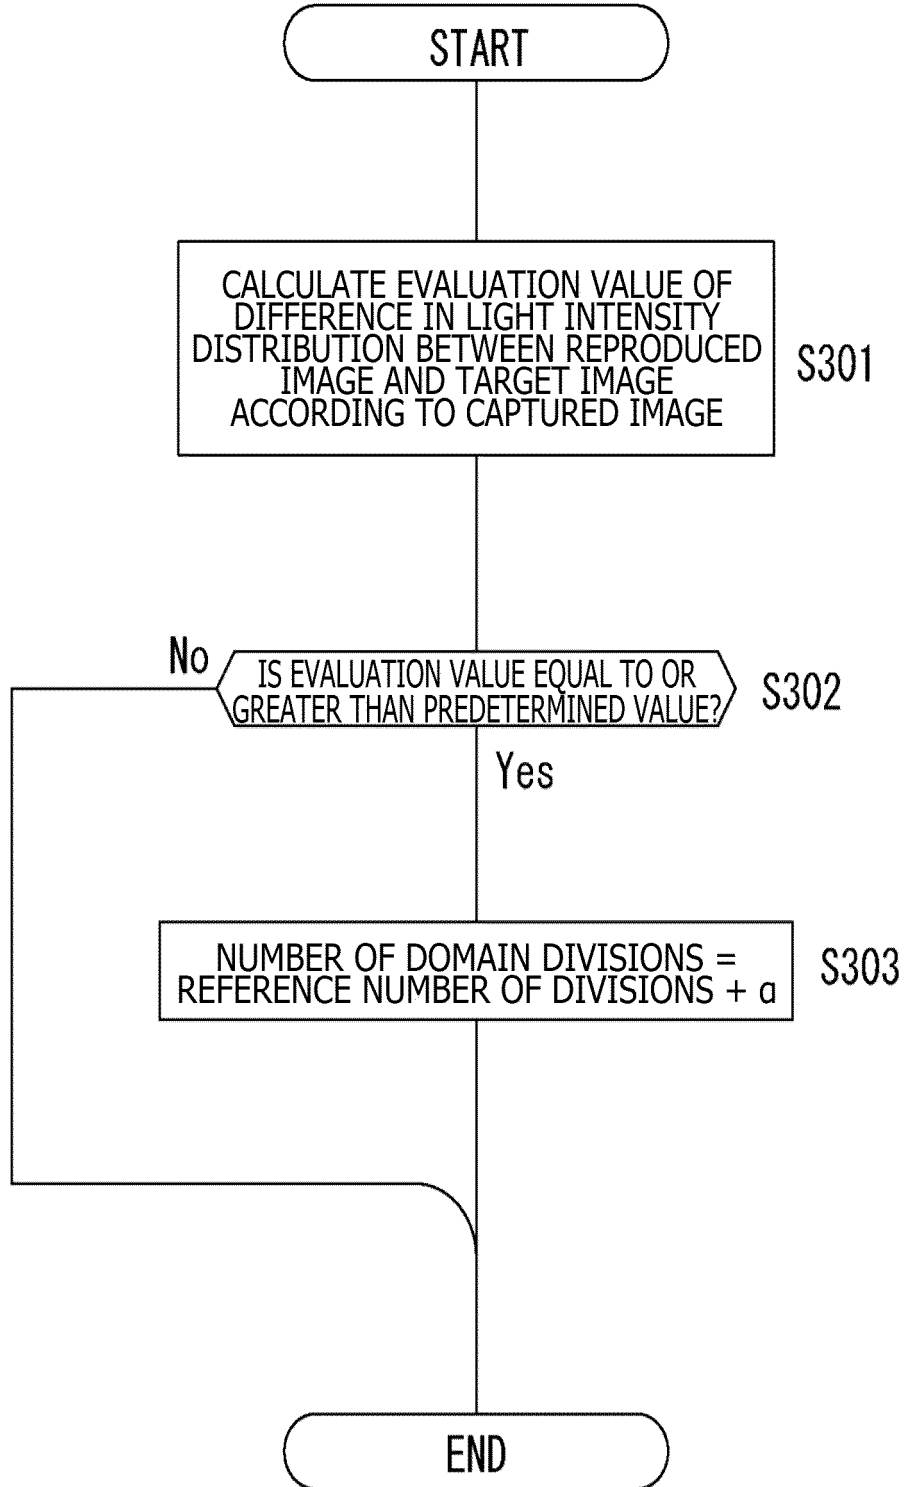 START
CALCULATE EVALUATION VALUE OF
DIFFERENCE IN LIGHT INTENSITY
DISTRIBUTION BETWEEN REPRODUCED
IMAGE AND TARGET IMAGE
ACCORDING TO CAPTURED IMAGE
S301
No
IS EVALUATION VALUE EQUAL TO OR
GREATER THAN PREDETERMINED VALUE?
S302
Yes
NUMBER OF DOMAIN DIVISIONS =
REFERENCE NUMBER OF DIVISIONS + α
S303
END